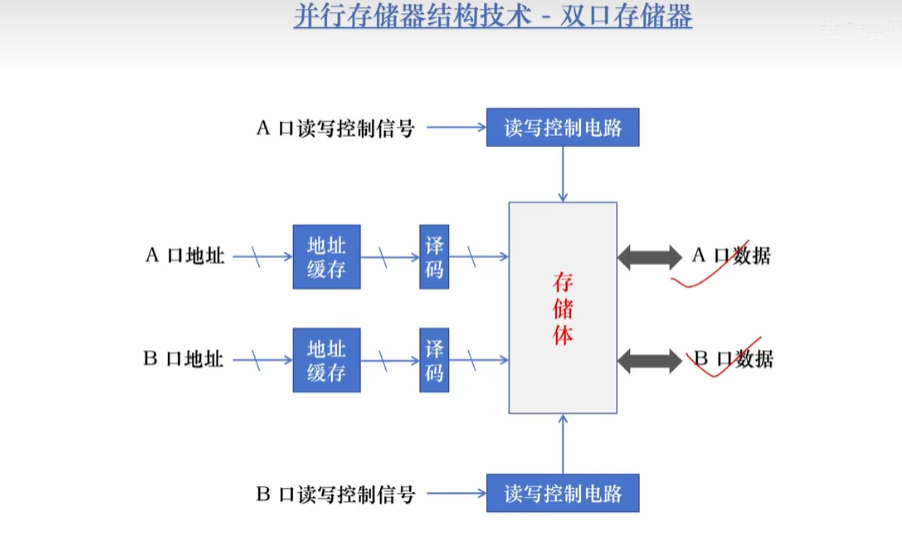 并行存储器结构技术 - 双口存储器
A 口读写控制信号
读写控制电路
A 口地址
地址
缓存
译
码
A 口数据
存
储
体
B 口地址
地址
缓存
译
码
B 口数据
B 口读写控制信号
读写控制电路